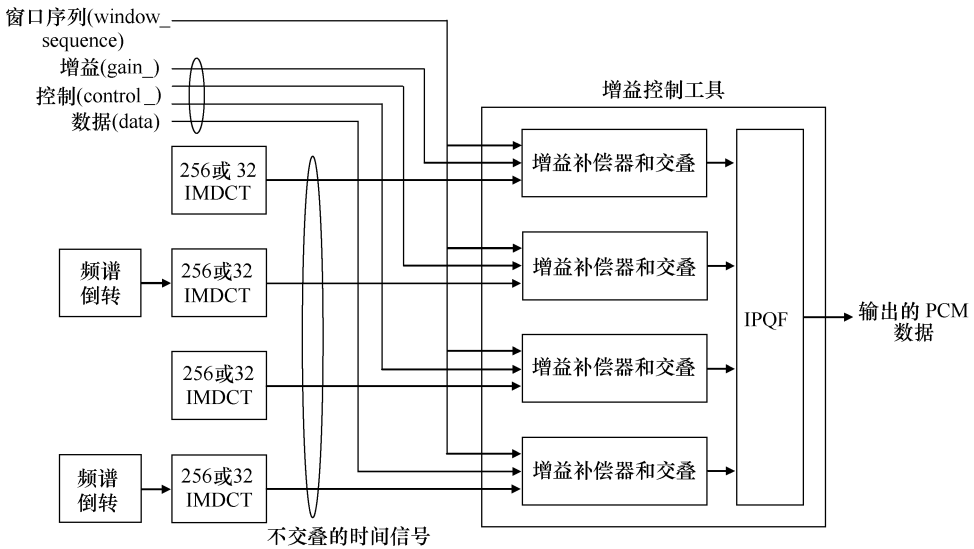 窗口序列(window_
sequence)
增益(gain_)
控制(control_)
数据(data)
增益控制工具
256或 32
IMDCT
增益补偿器和交叠
频谱
倒转
256或32
IMDCT
增益补偿器和交叠
IPQF
输出的 PCM
数据
256或32
IMDCT
增益补偿器和交叠
频谱
倒转
256或32
IMDCT
增益补偿器和交叠
不交叠的时间信号